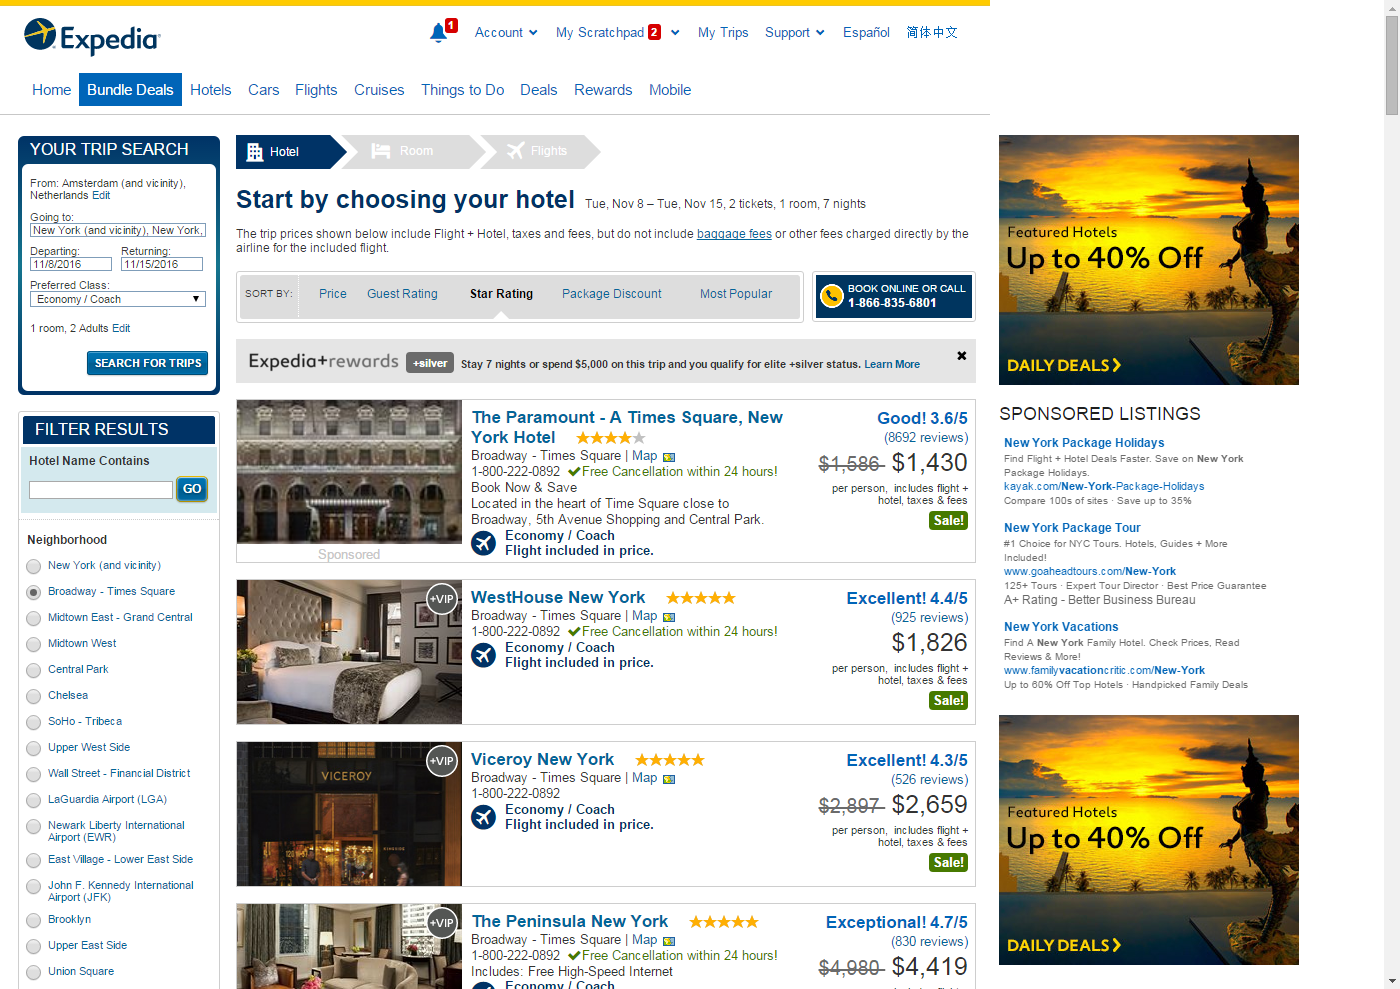 Expedia
1
Account
My Scratchpad 2
My Trips
Support
Español
简体中文
Home
Bundle Deals
Hotels
Cars
Flights
Cruises
Things to Do
Deals
Rewards
Mobile
YOUR TRIP SEARCH
From: Amsterdam (and vicinity),
Netherlands Edit
Going to:
New York (and vicinity), New York,
Departing:
Returning:
11/8/2016
11/15/2016
Preferred Class:
Economy / Coach
1 room, 2 Adults Edit
SEARCH FOR TRIPS
FILTER RESULTS
Hotel Name Contains
GO
Neighborhood
New York (and vicinity)
Broadway - Times Square
Midtown East - Grand Central
Midtown West
Central Park
Chelsea
SoHo - Tribeca
Upper West Side
Wall Street - Financial District
LaGuardia Airport (LGA)
Newark Liberty International
Airport (EWR)
East Village - Lower East Side
John F. Kennedy International
Airport (JFK)
Brooklyn
Upper East Side
Union Square
Hotel
Room
Flights
Start by choosing your hotel
Tue, Nov 8 – Tue, Nov 15, 2 tickets, 1 room, 7 nights
The trip prices shown below include Flight + Hotel, taxes and fees, but do not include baggage fees or other fees charged directly by the
airline for the included flight.
SORT BY:
Price
Guest Rating
Star Rating
Package Discount
Most Popular
BOOK ONLINE OR CALL
1-866-835-6801
Expedia+rewards
+silver
Stay 7 nights or spend $5,000 on this trip and you qualify for elite +silver status. Learn More
Sponsored
The Paramount - A Times Square, New
York Hotel
Broadway - Times Square | Map
1-800-222-0892 Free Cancellation within 24 hours!
Book Now & Save
Located in the heart of Time Square close to
Broadway, 5th Avenue Shopping and Central Park.
Economy / Coach
Flight included in price.
Good! 3.6/5
(8692 reviews)
$1,586 $1,430
per person, includes flight +
hotel, taxes & fees
Sale!
+VIP
WestHouse New York
Broadway - Times Square | Map
1-800-222-0892 Free Cancellation within 24 hours!
Economy / Coach
Flight included in price.
Excellent! 4.4/5
(925 reviews)
$1,826
per person, includes flight +
hotel, taxes & fees
Sale!
VICEROY
+VIP
Viceroy New York
Broadway - Times Square | Map
1-800-222-0892
Economy / Coach
Flight included in price.
Excellent! 4.3/5
(526 reviews)
$2,897 $2,659
per person, includes flight +
hotel, taxes & fees
Sale!
+VIP
The Peninsula New York
Broadway - Times Square | Map
1-800-222-0892 Free Cancellation within 24 hours!
Includes: Free High-Speed Internet
Economy / Coach
Exceptional! 4.7/5
(830 reviews)
$4,980 $4,419
per person, includes flight +
hotel, taxes & fees
Featured Hotels
Up to 40% Off
DAILY DEALS
SPONSORED LISTINGS
New York Package Holidays
Find Flight + Hotel Deals Faster. Save on New York
Package Holidays.
kayak.com/New-York-Package-Holidays
Compare 100s of sites · Save up to 35%
New York Package Tour
#1 Choice for NYC Tours. Hotels, Guides + More
Included!
www.goaheadtours.com/New-York
125+ Tours · Expert Tour Director · Best Price Guarantee
A+ Rating - Better Business Bureau
New York Vacations
Find A New York Family Hotel. Check Prices, Read
Reviews & More!
www.familyvacationcritic.com/New-York
Up to 60% Off Top Hotels · Handpicked Family Deals
Featured Hotels
Up to 40% Off
DAILY DEALS